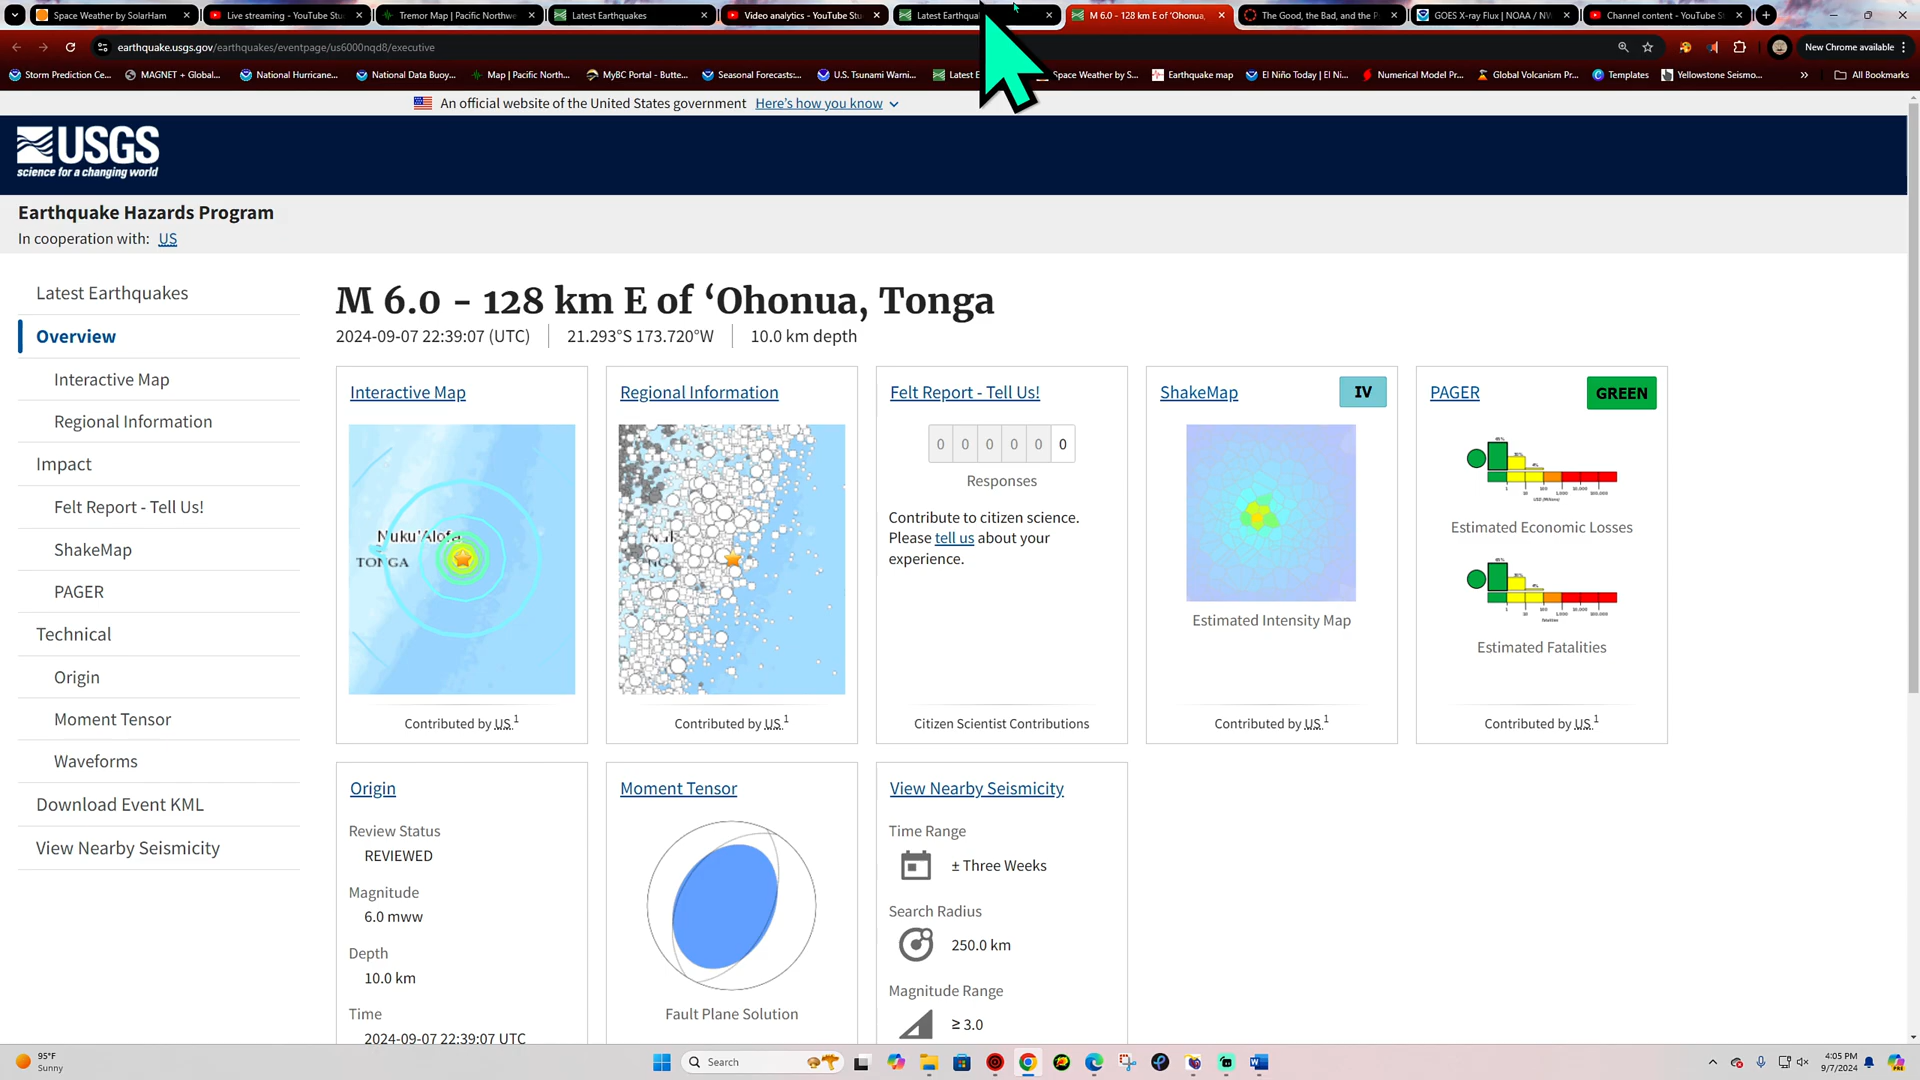 Space Weather by SolarHam
Live streaming - YouTube Stu
Tremor Map | Pacific Northwe
Latest Earthquakes
Video analytics - YouTube Stu
Latest Earthqua
M 6.0 - 128 km E of 'Ohonua,
The Good, the Bad, and the P
GOES X-ray Flux | NOAA / NW
Channel content - YouTube S
earthquake.usgs.gov/earthquakes/eventpage/us6000nqd8/executive
New Chrome available
Storm Prediction Ce...
MAGNET + Global...
National Hurricane...
National Data Buoy...
Map | Pacific North...
MyBC Portal - Butte...
Seasonal Forecasts:...
U.S. Tsunami Warni...
Latest E
Space Weather by S...
Earthquake map
El Niño Today | El Ni...
Numerical Model Pr...
Global Volcanism Pr...
Templates
Yellowstone Seismo...
All Bookmarks
An official website of the United States government Here's how you know
USGS
science for a changing world
Earthquake Hazards Program
In cooperation with: US
Latest Earthquakes
Overview
Interactive Map
Regional Information
Impact
Felt Report - Tell Us!
ShakeMap
PAGER
Technical
Origin
Moment Tensor
Waveforms
Download Event KML
View Nearby Seismicity
M 6.0 - 128 km E of ‘Ohonua, Tonga
2024-09-07 22:39:07 (UTC) 21.293°S 173.720°W 10.0 km depth
Interactive Map
Nuku'Alofa
TONGA
Contributed by US 1
Regional Information
Contributed by US 1
Felt Report - Tell Us!
0 0 0 0 0 0
Responses
Contribute to citizen science.
Please tell us about your
experience.
Citizen Scientist Contributions
ShakeMap
IV
Estimated Intensity Map
Contributed by US 1
PAGER
GREEN
Estimated Economic Losses
Estimated Fatalities
Contributed by US 1
Origin
Review Status
REVIEWED
Magnitude
6.0 mww
Depth
10.0 km
Time
2024-09-07 22:39:07 UTC
Moment Tensor
Fault Plane Solution
View Nearby Seismicity
Time Range
± Three Weeks
Search Radius
250.0 km
Magnitude Range
≥ 3.0
95°F
Sunny
Search
4:05 PM
9/7/2024